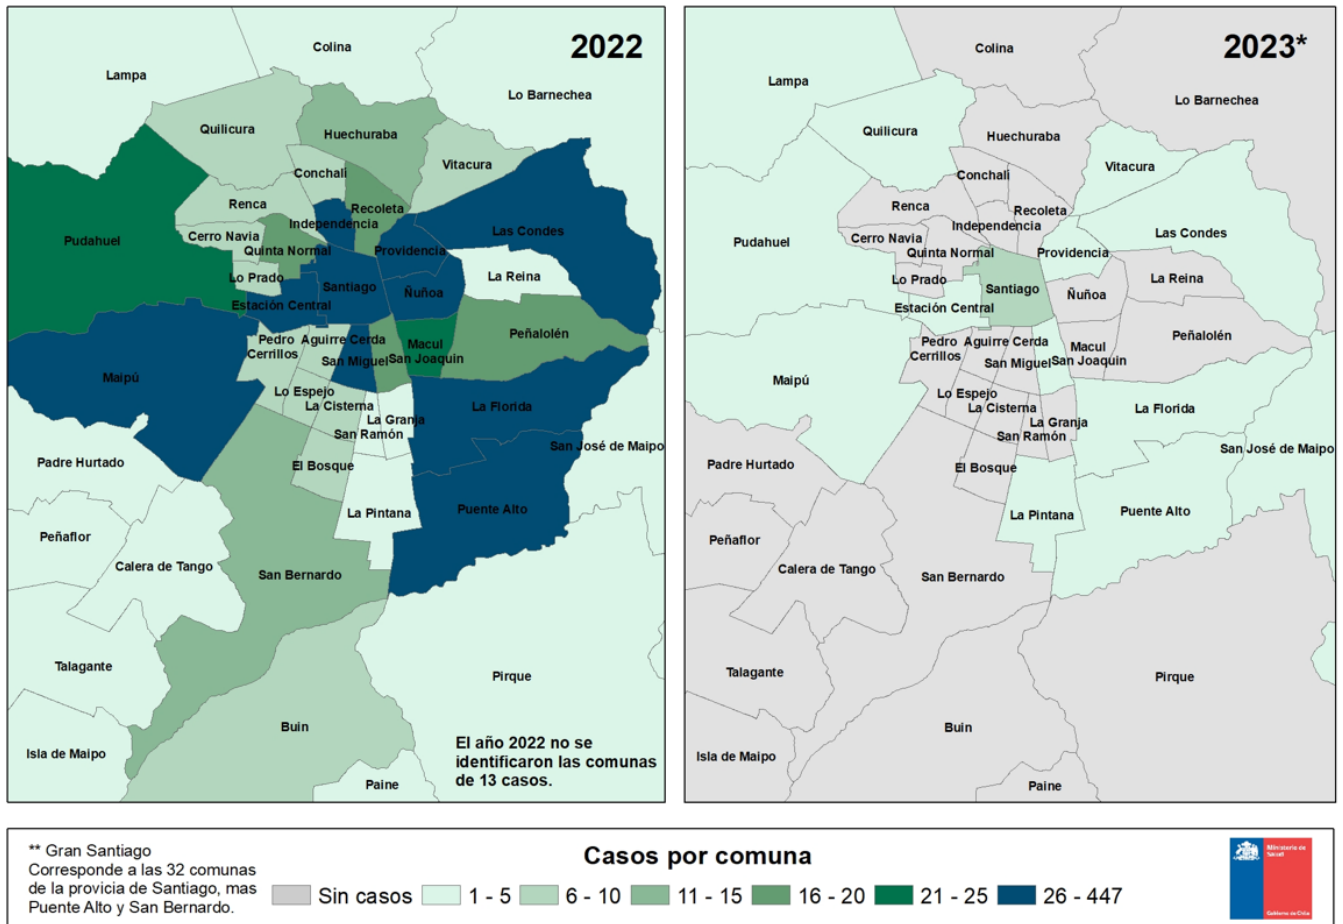 2022
Colina
Lampa
Lo Barnechea
Quilicura
Huechuraba
Vitacura
Conchalí
Renca
Recoleta
Independencia
Las Condes
Pudahuel
Cerro Navia
Quinta Normal
Providencia
Lo Prado
La Reina
Santiago
Ñuñoa
Estación Central
Peñalolén
Pedro Aguirre Cerda
Cerrillos
Macul
San Miguel
San Joaquin
Maipú
Lo Espejo
La Cisterna
La Florida
La Granja
San Ramón
San José de Maipo
Padre Hurtado
El Bosque
La Pintana
Puente Alto
Peñaflor
Calera de Tango
San Bernardo
Talagante
Pirque
Buin
Isla de Maipo
Paine
El año 2022 no se
identificaron las comunas
de 13 casos.
2023*
Colina
Lampa
Lo Barnechea
Quilicura
Huechuraba
Vitacura
Conchalí
Renca
Recoleta
Independencia
Las Condes
Pudahuel
Cerro Navia
Quinta Normal
Providencia
Lo Prado
La Reina
Santiago
Ñuñoa
Estación Central
Peñalolén
Pedro Aguirre Cerda
Cerrillos
Macul
San Miguel
San Joaquin
Maipú
Lo Espejo
La Cisterna
La Florida
La Granja
San Ramón
San José de Maipo
Padre Hurtado
El Bosque
La Pintana
Puente Alto
Peñaflor
Calera de Tango
San Bernardo
Talagante
Pirque
Buin
Isla de Maipo
Paine
** Gran Santiago
Corresponde a las 32 comunas
de la provicia de Santiago, mas
Puente Alto y San Bernardo.
Casos por comuna
Sin casos 1 - 5 6 - 10 11 - 15 16 - 20 21 - 25 26 - 447
Ministerio de
Salud
Gobierno de Chile